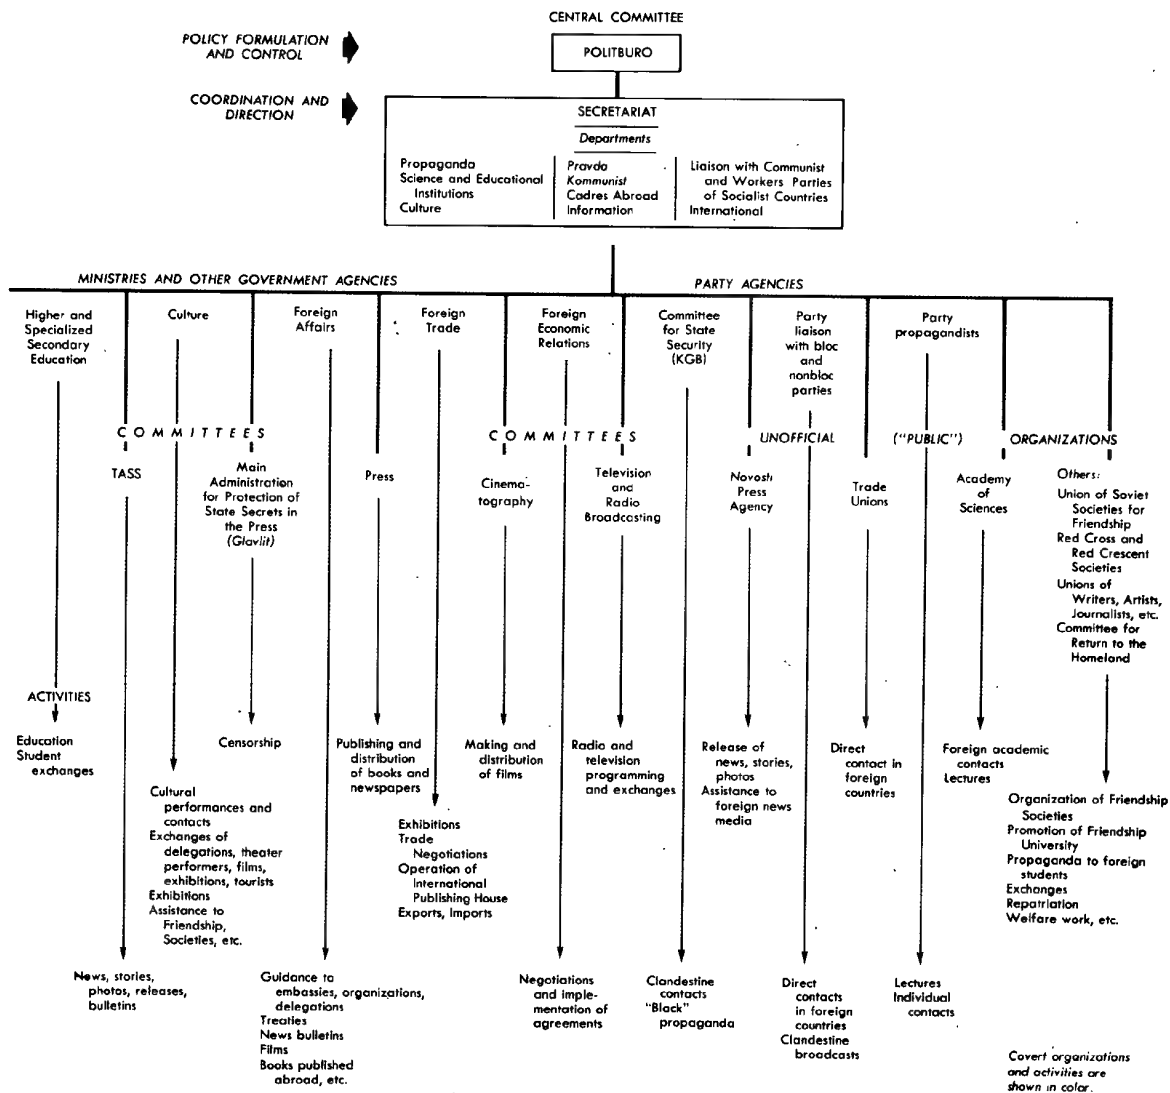 CENTRAL COMMITTEE
POLICY FORMULATION
AND CONTROL
POLITBURO
COORDINATION AND
DIRECTION
SECRETARIAT
Departments
Propaganda
Science and Educational
Institutions
Culture
Pravda
Kommunist
Cadres Abroad
Information
Liaison with Communist
and Workers Parties
of Socialist Countries
International
MINISTRIES AND OTHER GOVERNMENT AGENCIES
PARTY AGENCIES
Higher and
Specialized
Secondary
Education
Culture
Foreign
Affairs
Foreign
Trade
Foreign
Economic
Relations
Committee
for State
Security
(KGB)
Party
liaison
with bloc
and
nonbloc
parties
Party
propagandists
COMMITTEES
COMMITTEES
UNOFFICIAL
("PUBLIC")
ORGANIZATIONS
TASS
Main
Administration
for Protection of
State Secrets in
the Press
(Glavlit)
Press
Cinema-
tography
Television
and
Radio
Broadcasting
Novosti
Press
Agency
Trade
Unions
Academy
of
Sciences
Others:
Union of Soviet
Societies for
Friendship
Red Cross and
Red Crescent
Societies
Unions of
Writers, Artists,
Journalists, etc.
Committee for
Return to the
Homeland
ACTIVITIES
Education
Student
exchanges
Censorship
Publishing and
distribution
of books and
newspapers
Making and
distribution
of films
Radio and
television
programming
and exchanges
Release of
news, stories,
photos
Assistance to
foreign news
media
Direct
contact in
foreign
countries
Foreign academic
contacts
Lectures
Cultural
performances and
contacts
Exchanges of
delegations, theater
performers, films,
exhibitions, tourists
Exhibitions
Assistance to
Friendship,
Societies, etc.
Exhibitions
Trade
Negotiations
Operation of
International
Publishing House
Exports, Imports
Organization of Friendship
Societies
Promotion of Friendship
University
Propaganda to foreign
students
Exchanges
Repatriation
Welfare work, etc.
News, stories,
photos, releases,
bulletins
Guidance to
embassies, organizations,
delegations
Treaties
News bulletins
Films
Books published
abroad, etc.
Negotiations
and imple-
mentation of
agreements
Clandestine
contacts
"Black"
propaganda
Direct
contacts
in foreign
countries
Clandestine
broadcasts
Lectures
Individual
contacts
Covert organizations
and activities are
shown in color.